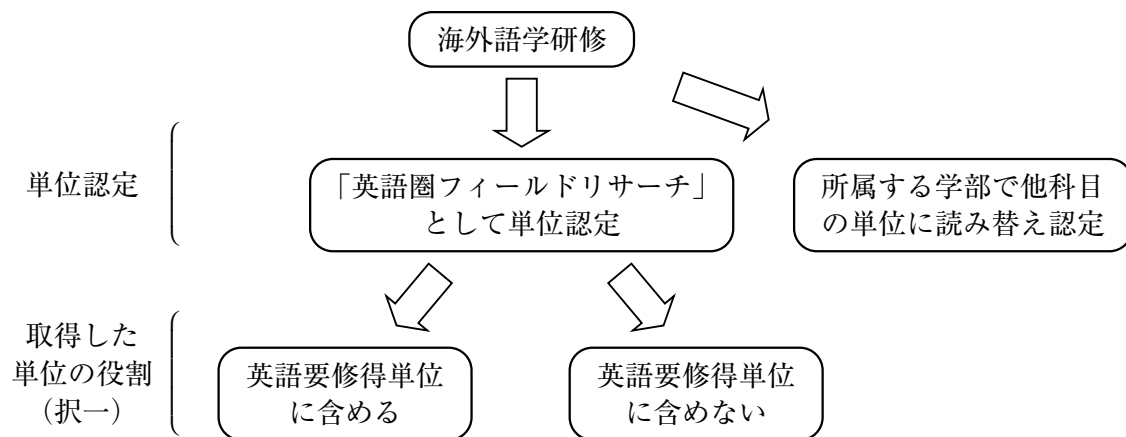 海外語学研修
単位認定
「英語圏フィールドリサーチ」
として単位認定
所属する学部で他科目
の単位に読み替え認定
取得した
単位の役割
（択一）
英語要修得単位
に含める
英語要修得単位
に含めない